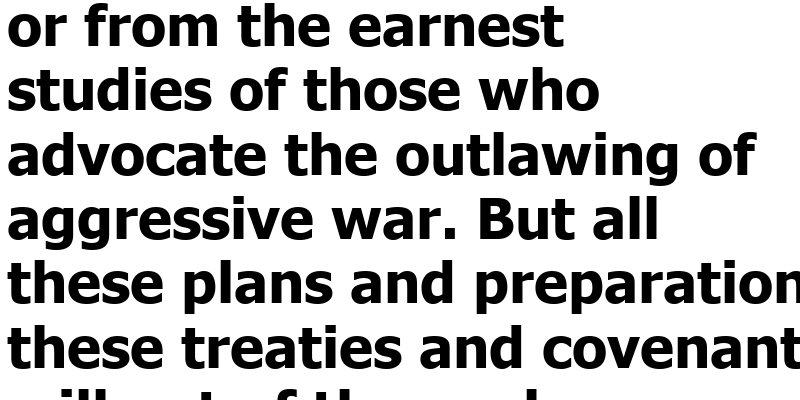 or from the earnest
studies of those who
advocate the outlawing of
aggressive war. But all
these plans and preparation
these treaties and covenant